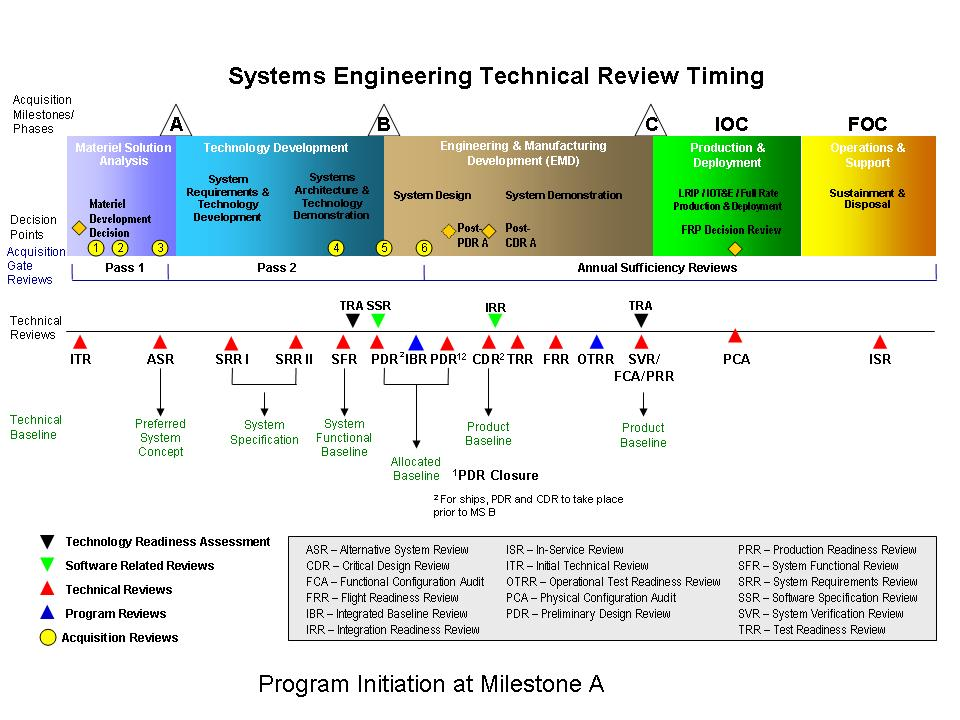 Systems Engineering Technical Review Timing
Acquisition
Milestones/
Phases
A
B
C
IOC
FOC
Materiel Solution
Analysis
Technology Development
Engineering & Manufacturing
Development (EMD)
Production &
Deployment
Operations &
Support
System
Requirements &
Technology
Development
Systems
Architecture &
Technology
Demonstration
System Design
System Demonstration
LRIP / IOT&E / Full Rate
Production & Deployment
Sustainment &
Disposal
Materiel
Development
Decision
Post-
PDR A
Post-
CDR A
FRP Decision Review
Decision
Points
1
2
3
4
5
6
Acquisition
Gate
Reviews
Pass 1
Pass 2
Annual Sufficiency Reviews
TRA
SSR
IRR
TRA
Technical
Reviews
ITR
ASR
SRR I
SRR II
SFR
PDR²
IBR
PDR¹²
CDR²
TRR
FRR
OTRR
SVR/
FCA/PRR
PCA
ISR
Technical
Baseline
Preferred
System
Concept
System
Specification
System
Functional
Baseline
Allocated
Baseline
Product
Baseline
Product
Baseline
¹PDR Closure
² For ships, PDR and CDR to take place
prior to MS B
Technology Readiness Assessment
Software Related Reviews
Technical Reviews
Program Reviews
Acquisition Reviews
ASR – Alternative System Review
CDR – Critical Design Review
FCA – Functional Configuration Audit
FRR – Flight Readiness Review
IBR – Integrated Baseline Review
IRR – Integration Readiness Review
ISR – In-Service Review
ITR – Initial Technical Review
OTRR – Operational Test Readiness Review
PCA – Physical Configuration Audit
PDR – Preliminary Design Review
PRR – Production Readiness Review
SFR – System Functional Review
SRR – System Requirements Review
SSR – Software Specification Review
SVR – System Verification Review
TRR – Test Readiness Review
Program Initiation at Milestone A